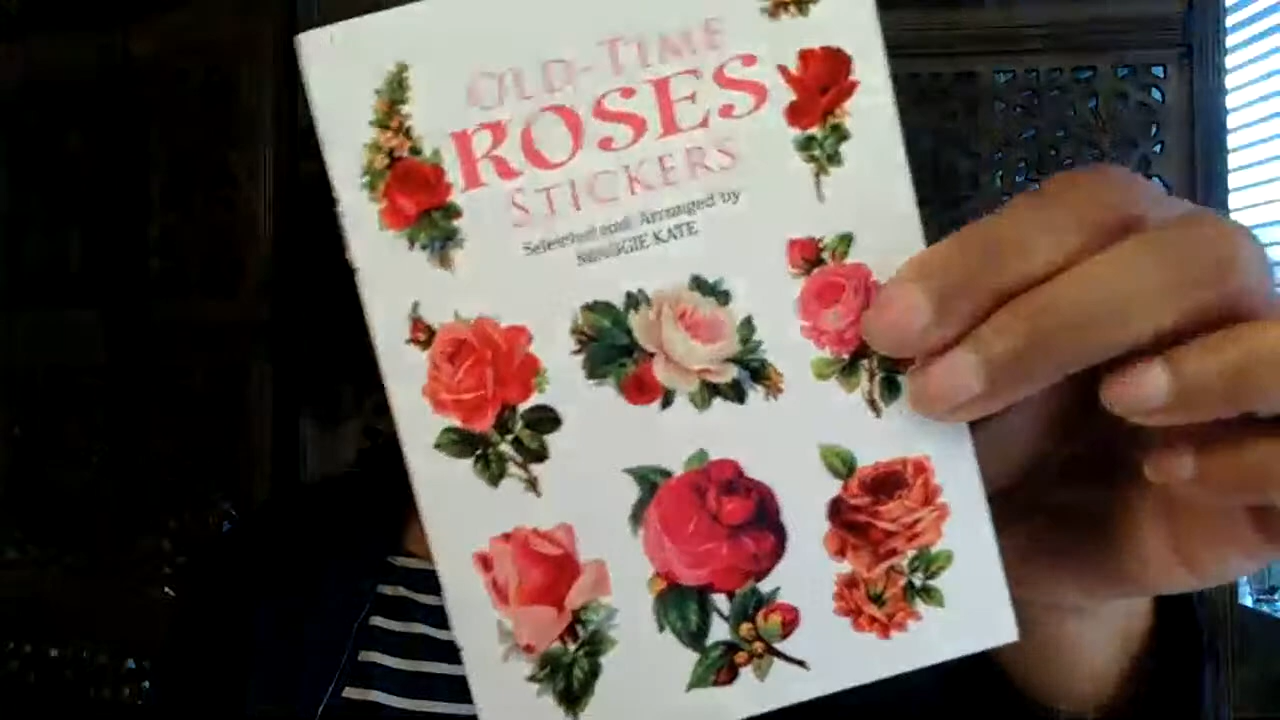 OLD-TIME
ROSES
STICKERS
Selected and Arranged by
MAGGIE KATE